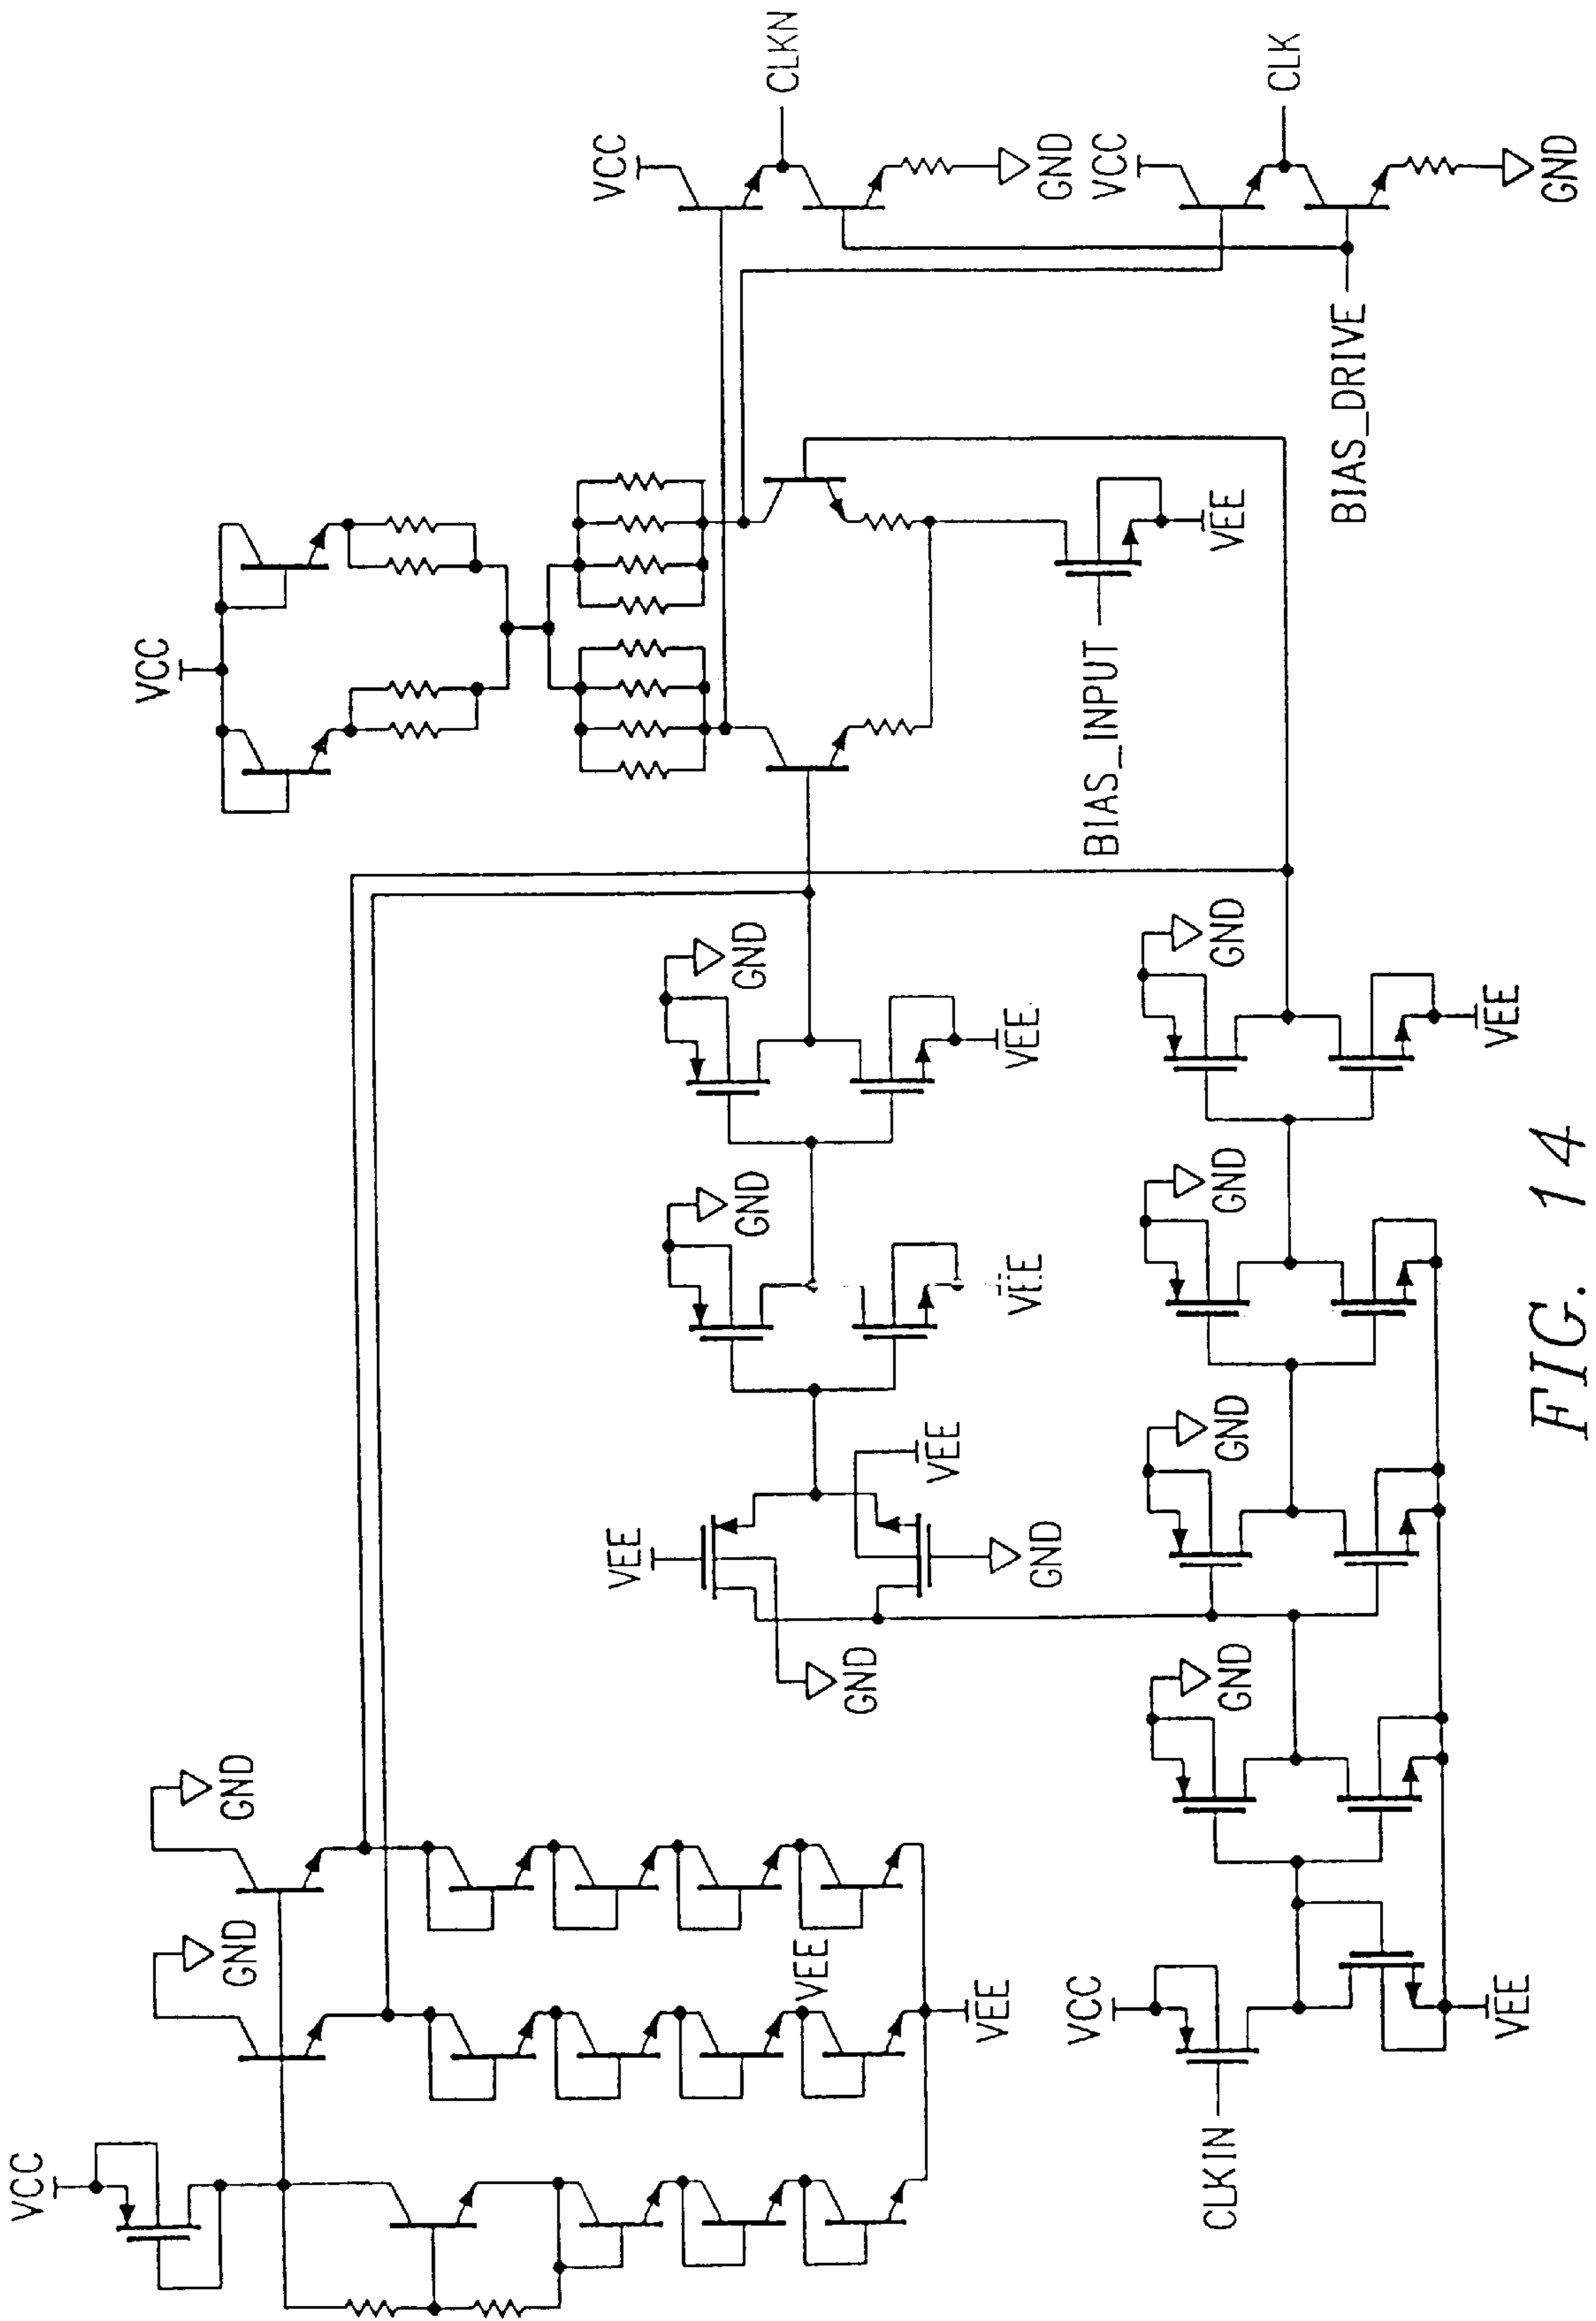 VCC
CLKN
VCC
GND
VCC
CLK
GND
BIAS_DRIVE
VEE
BIAS_INPUT
GND
VEE
GND
VEE
GND
VEE
GND
VEE
GND
VEE
GND
GND
VEE
GND
GND
GND
GND
VEE
VEE
VCC
VEE
VCC
CLKIN
FIG. 14